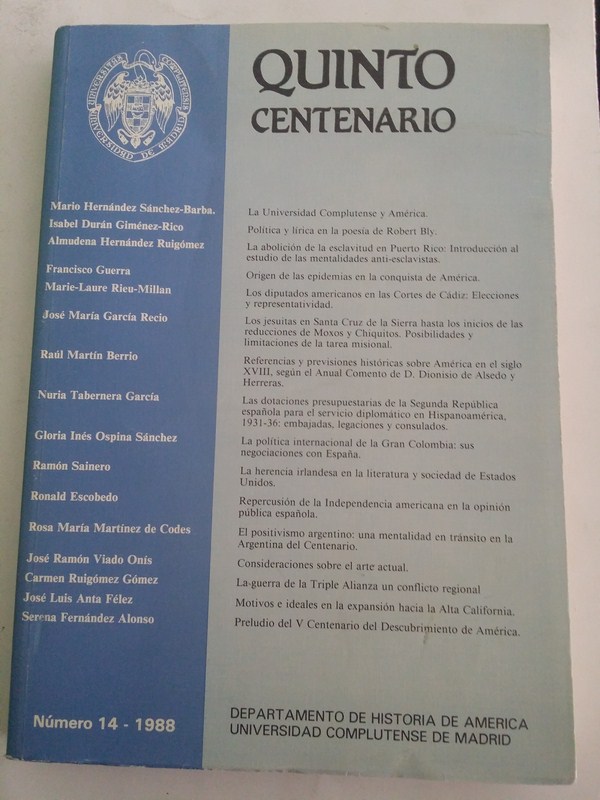 UNIVERSITAS COMPLUTENSIS
UNIVERSIDAD DE MADRID
QUINTO
CENTENARIO
Mario Hernández Sánchez-Barba.
Isabel Durán Giménez-Rico
Almudena Hernández Ruigómez
Francisco Guerra
Marie-Laure Rieu-Millan
José María García Recio
Raúl Martín Berrio
Nuria Tabernera García
Gloria Inés Ospina Sánchez
Ramón Sainero
Ronald Escobedo
Rosa María Martínez de Codes
José Ramón Viado Onís
Carmen Ruigómez Gómez
José Luis Anta Félez
Serena Fernández Alonso
La Universidad Complutense y América.
Política y lírica en la poesía de Robert Bly.
La abolición de la esclavitud en Puerto Rico: Introducción al
estudio de las mentalidades anti-esclavistas.
Origen de las epidemias en la conquista de América.
Los diputados americanos en las Cortes de Cádiz: Elecciones
y representatividad.
Los jesuitas en Santa Cruz de la Sierra hasta los inicios de las
reducciones de Moxos y Chiquitos. Posibilidades y
limitaciones de la tarea misional.
Referencias y previsiones históricas sobre América en el siglo
XVIII, según el Anual Comento de D. Dionisio de Alsedo y
Herreras.
Las dotaciones presupuestarias de la Segunda República
española para el servicio diplomático en Hispanoamérica,
1931-36: embajadas, legaciones y consulados.
La política internacional de la Gran Colombia: sus
negociaciones con España.
La herencia irlandesa en la literatura y sociedad de Estados
Unidos.
Repercusión de la Independencia americana en la opinión
pública española.
El positivismo argentino: una mentalidad en tránsito en la
Argentina del Centenario.
Consideraciones sobre el arte actual.
La guerra de la Triple Alianza un conflicto regional
Motivos e ideales en la expansión hacia la Alta California.
Preludio del V Centenario del Descubrimiento de América.
Número 14 - 1988
DEPARTAMENTO DE HISTORIA DE AMERICA
UNIVERSIDAD COMPLUTENSE DE MADRID